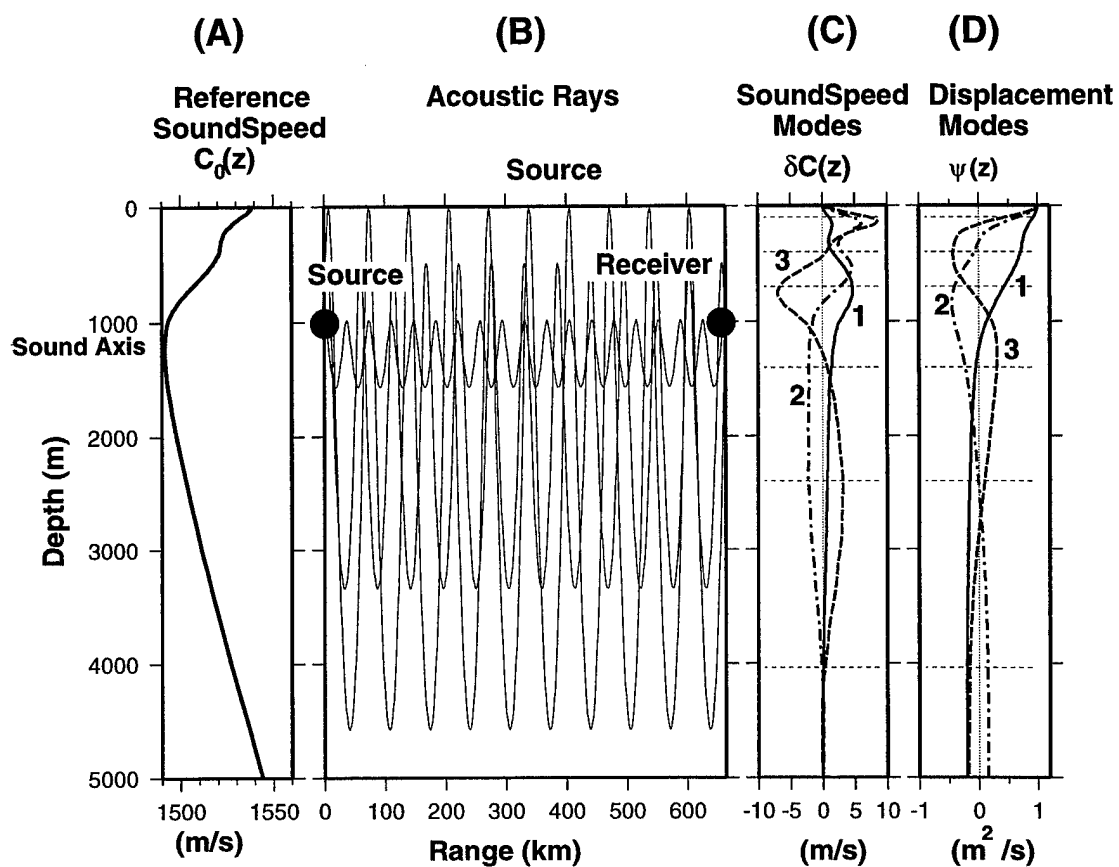 (A)
(B)
(C)
(D)
Reference
SoundSpeed
C₀(z)
Acoustic Rays
Source
SoundSpeed
Modes
δC(z)
Displacement
Modes
ψ(z)
0
1000
Sound Axis
2000
3000
4000
5000
Depth (m)
Source
Receiver
3
1
2
1
2
3
1500 1550
(m/s)
0 100 200 300 400 500 600
Range (km)
-10 -5 0 5 10
(m/s)
-1 0 1
(m²/s)